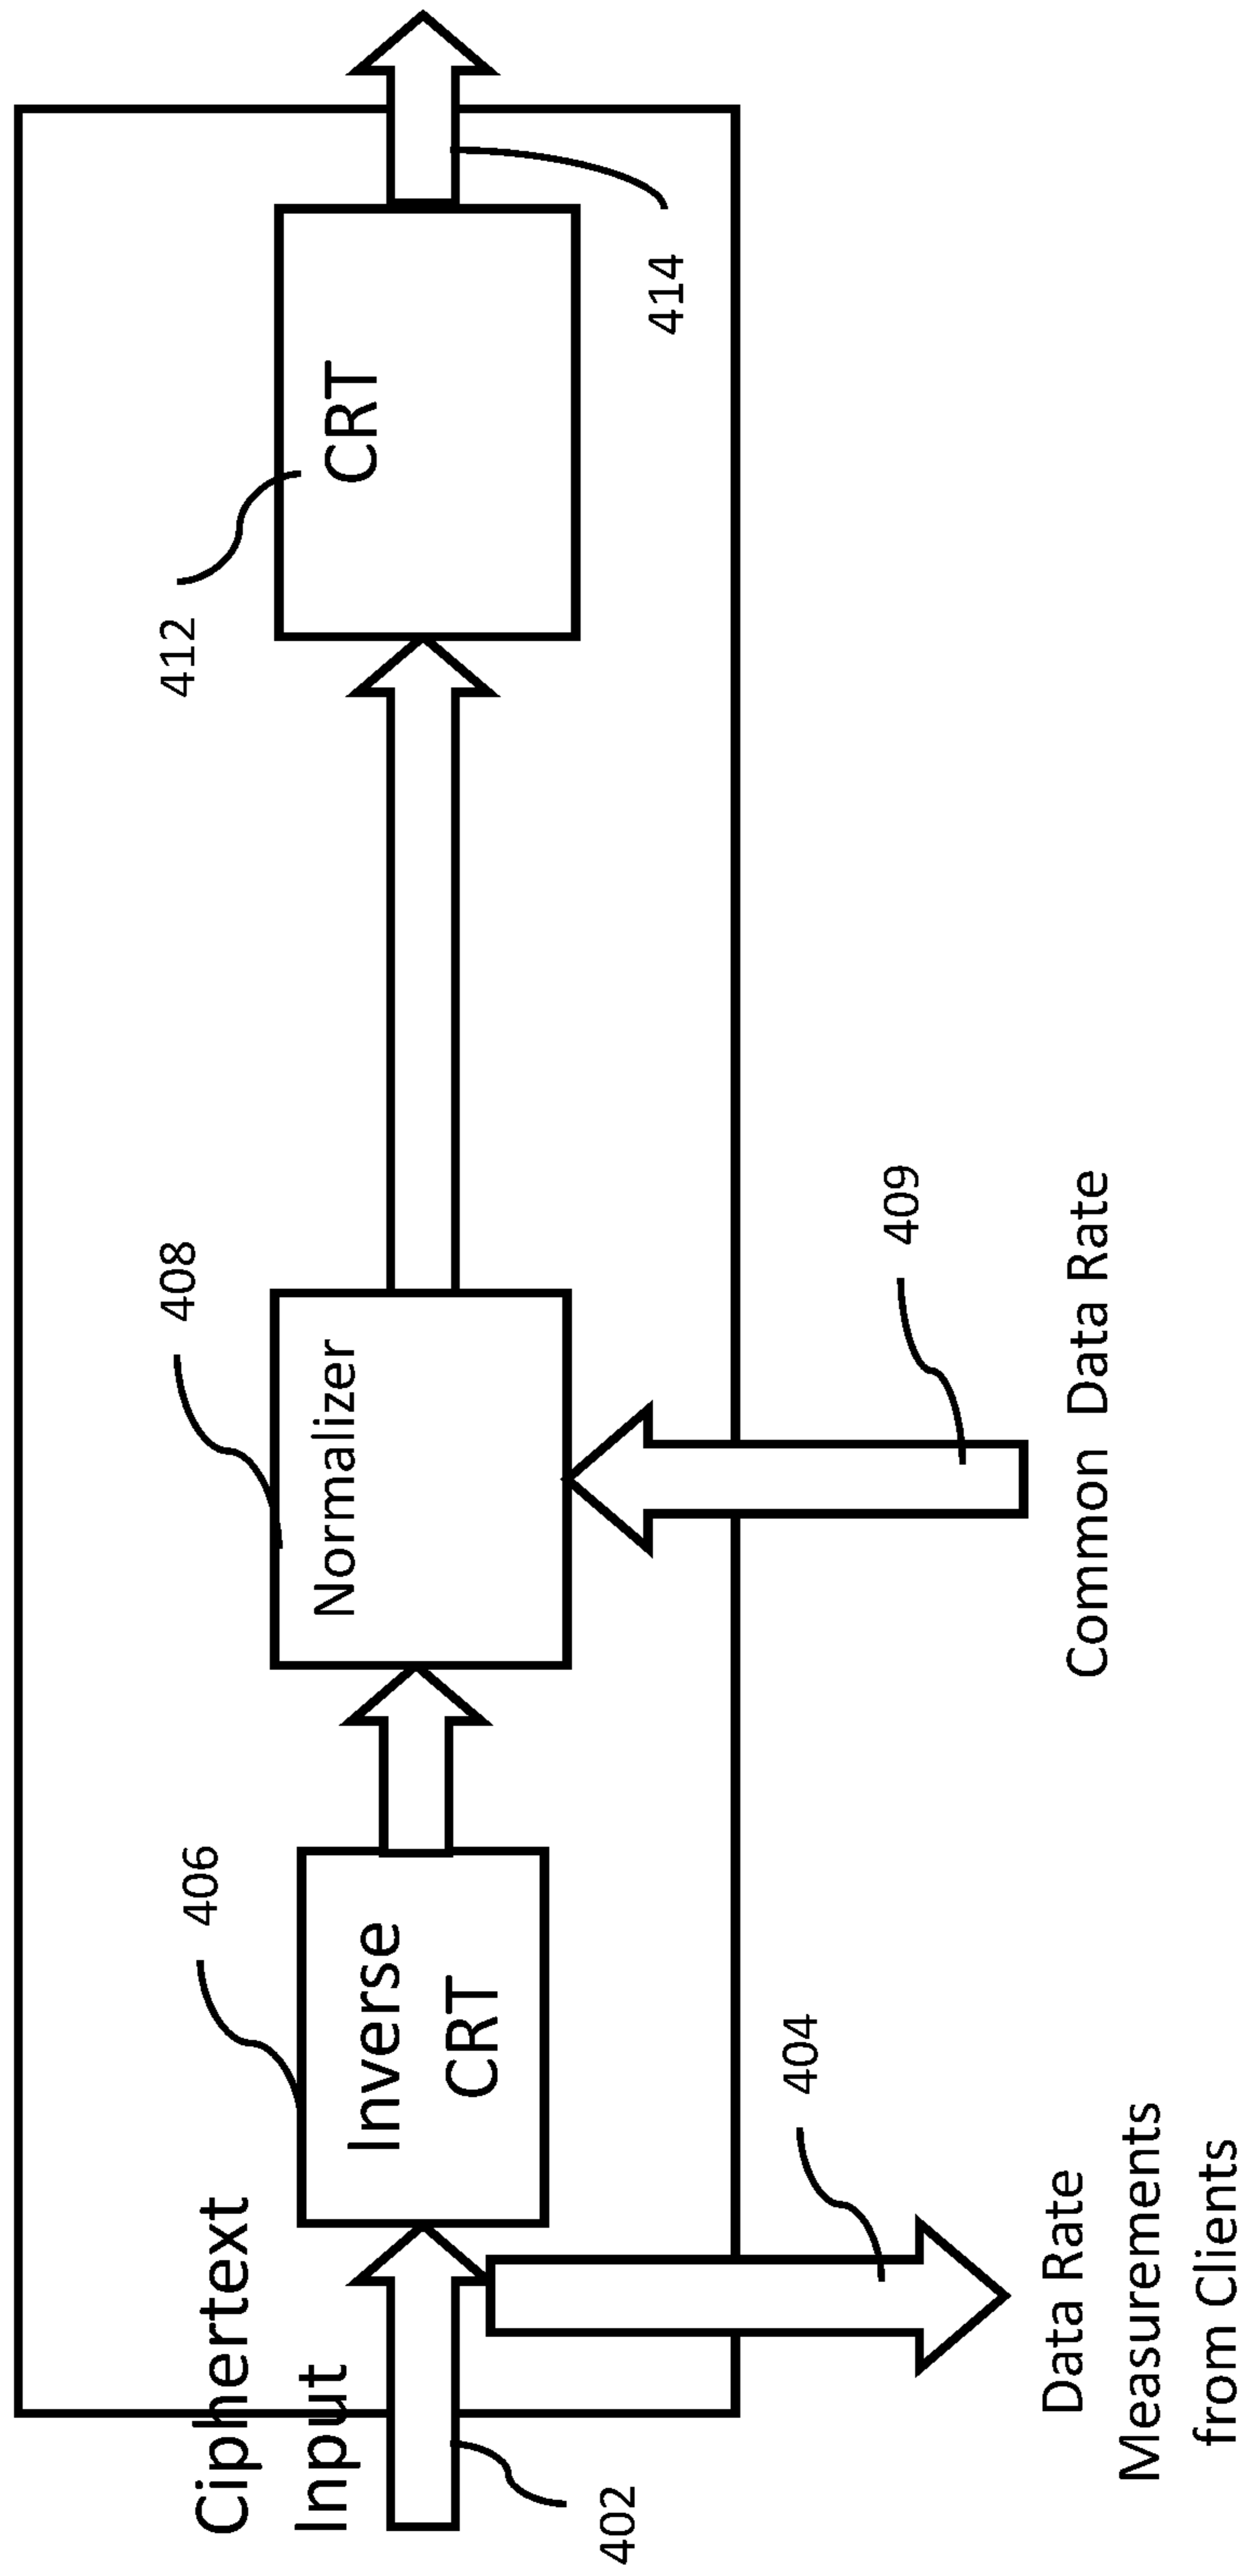 Ciphertext
Input
402
406
Inverse
CRT
404
Data Rate
Measurements
from Clients
408
Normalizer
409
Common Data Rate
412
CRT
414